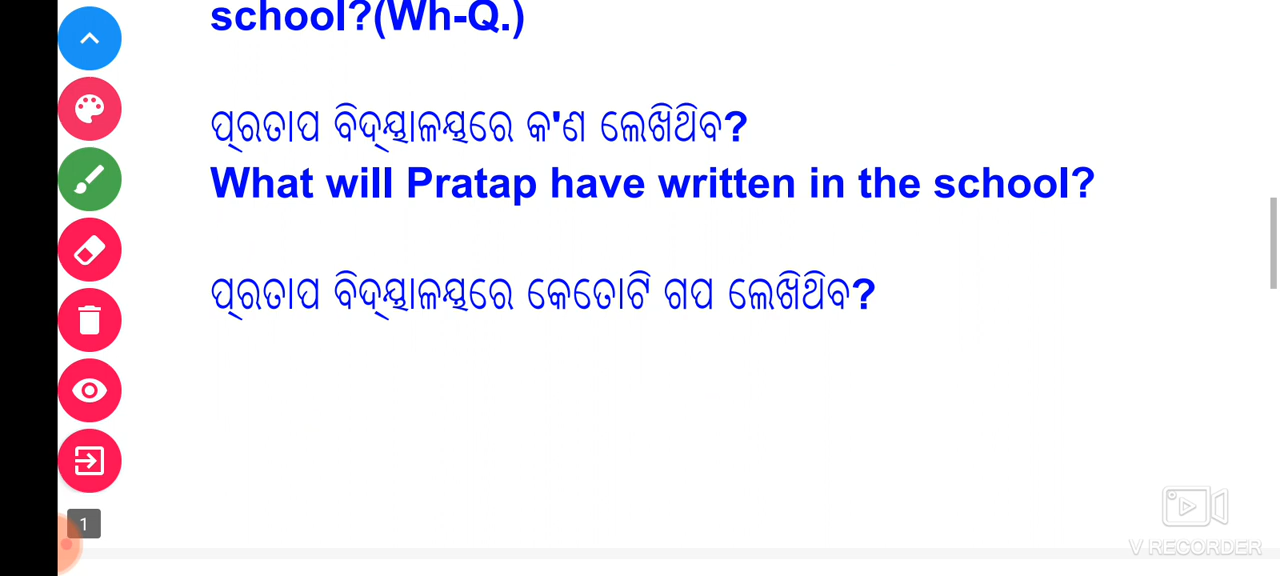 school?(Wh-Q.)
ପ୍‌ରତାପ ବିଦ୍‌ୟାଳୟରେ କ'ଣ ଲେଖିଥିବ?
What will Pratap have written in the school?
ପ୍‌ରତାପ ବିଦ୍‌ୟାଳୟରେ କେତୋଟି ଗପ ଲେଖିଥିବ?
1
V RECORDER